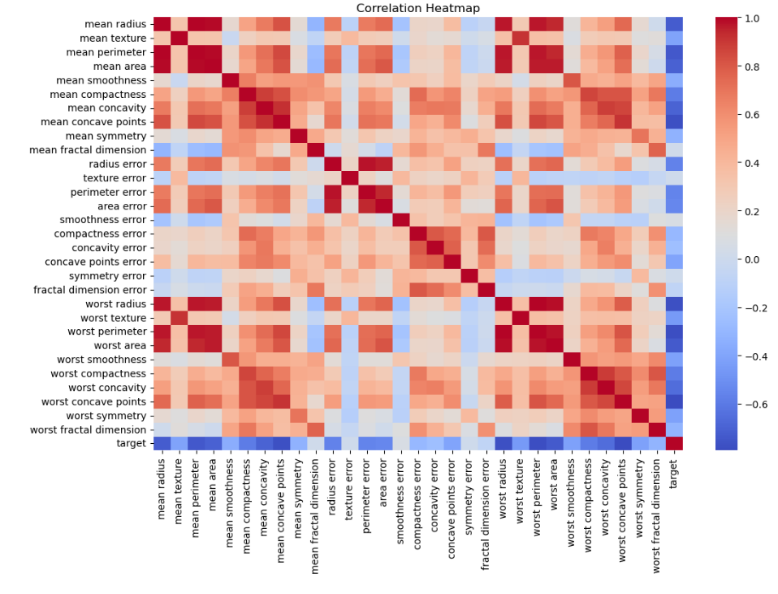 Correlation Heatmap
mean radius
mean texture
mean perimeter
mean area
mean smoothness
mean compactness
mean concavity
mean concave points
mean symmetry
mean fractal dimension
radius error
texture error
perimeter error
area error
smoothness error
compactness error
concavity error
concave points error
symmetry error
fractal dimension error
worst radius
worst texture
worst perimeter
worst area
worst smoothness
worst compactness
worst concavity
worst concave points
worst symmetry
worst fractal dimension
target
mean radius
mean texture
mean perimeter
mean area
mean smoothness
mean compactness
mean concavity
mean concave points
mean symmetry
mean fractal dimension
radius error
texture error
perimeter error
area error
smoothness error
compactness error
concavity error
concave points error
symmetry error
fractal dimension error
worst radius
worst texture
worst perimeter
worst area
worst smoothness
worst compactness
worst concavity
worst concave points
worst symmetry
worst fractal dimension
target
1.0
0.8
0.6
0.4
0.2
0.0
−0.2
−0.4
−0.6